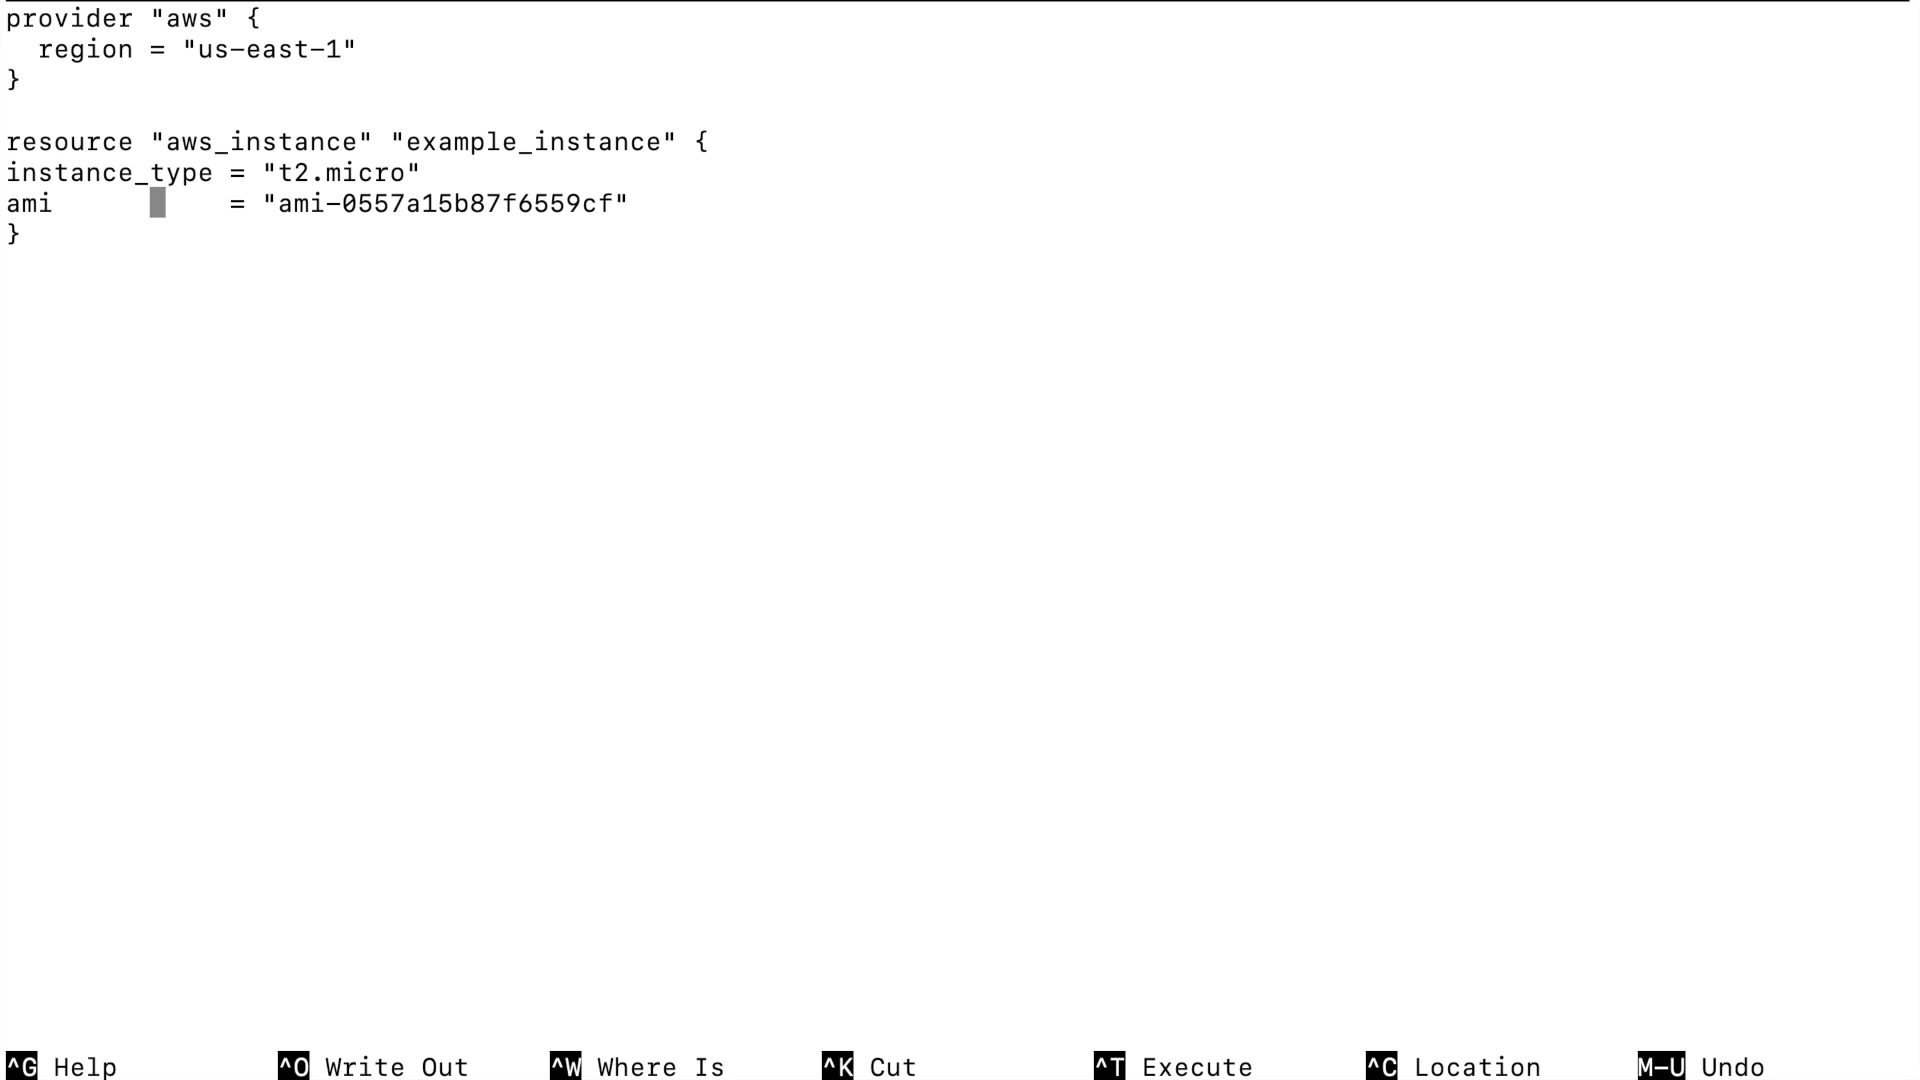 provider "aws" {
  region = "us-east-1"
}

resource "aws_instance" "example_instance" {
instance_type = "t2.micro"
ami           = "ami-0557a15b87f6559cf"
}
^G Help ^O Write Out ^W Where Is ^K Cut ^T Execute ^C Location M-U Undo